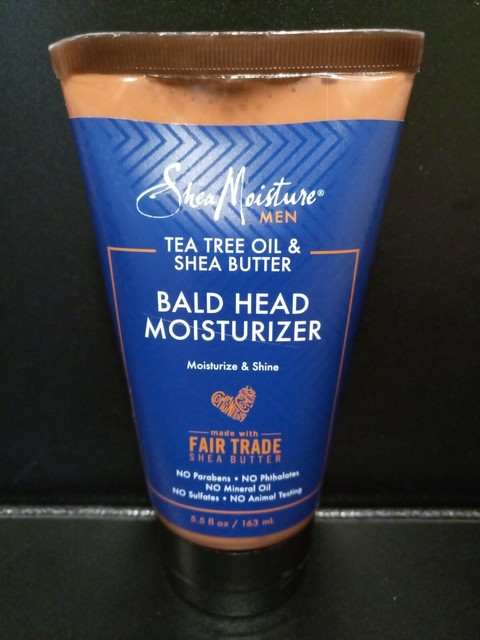 SheaMoisture®
MEN
TEA TREE OIL &
SHEA BUTTER
BALD HEAD
MOISTURIZER
Moisturize & Shine
made with
FAIR TRADE
SHEA BUTTER
NO Parabens • NO Phthalates
NO Mineral Oil
NO Sulfates • NO Animal Testing
5.5 fl oz / 163 mL